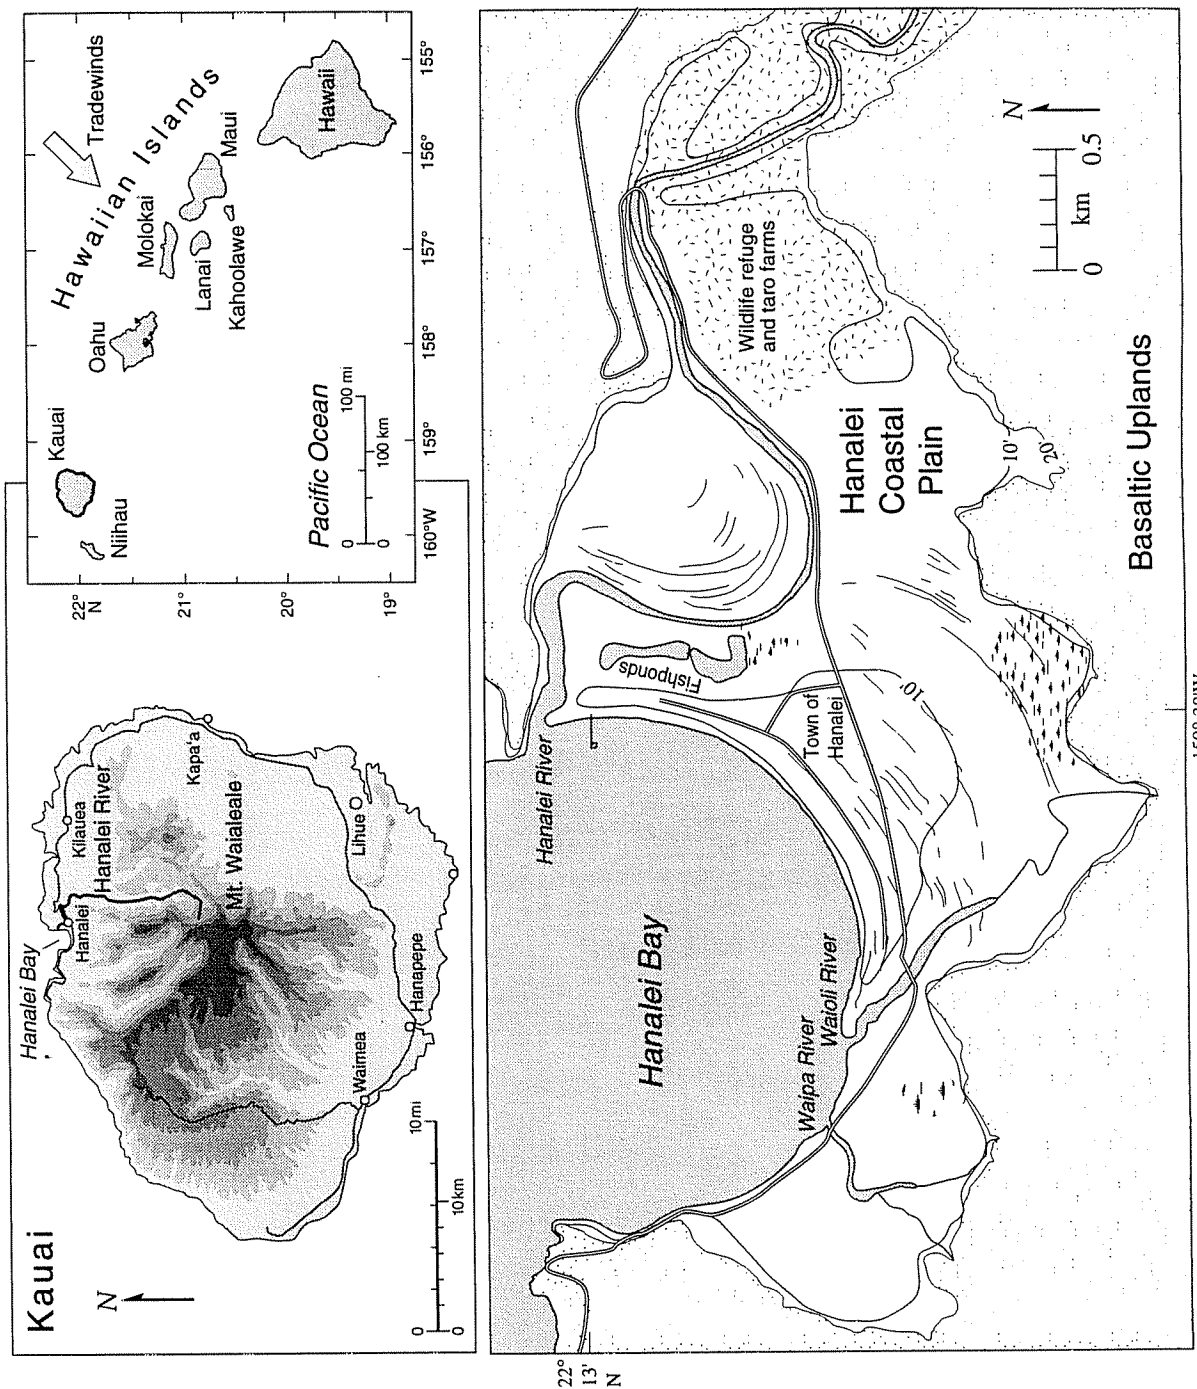 Kauai
N
Hanalei Bay
Hanalei
Kilauea
Hanalei River
Kapa'a
Mt. Waialeale
Lihue
Hanapepe
Waimea
0 10 mi
0 10 km
22°
N
21°
20°
19°
Niihau
Kauai
Oahu
Hawaiian Islands
Tradewinds
Molokai
Lanai
Kahoolawe
Maui
Hawaii
Pacific Ocean
0 100 mi
0 100 km
160°W
159°
158°
157°
156°
155°
22°
13'
N
Hanalei River
Hanalei Bay
Waipa River
Waioli River
Fishponds
Town of
Hanalei
10'
Hanalei
Coastal
Plain
Wildlife refuge
and taro farms
10'
20'
Basaltic Uplands
N
0 0.5
km